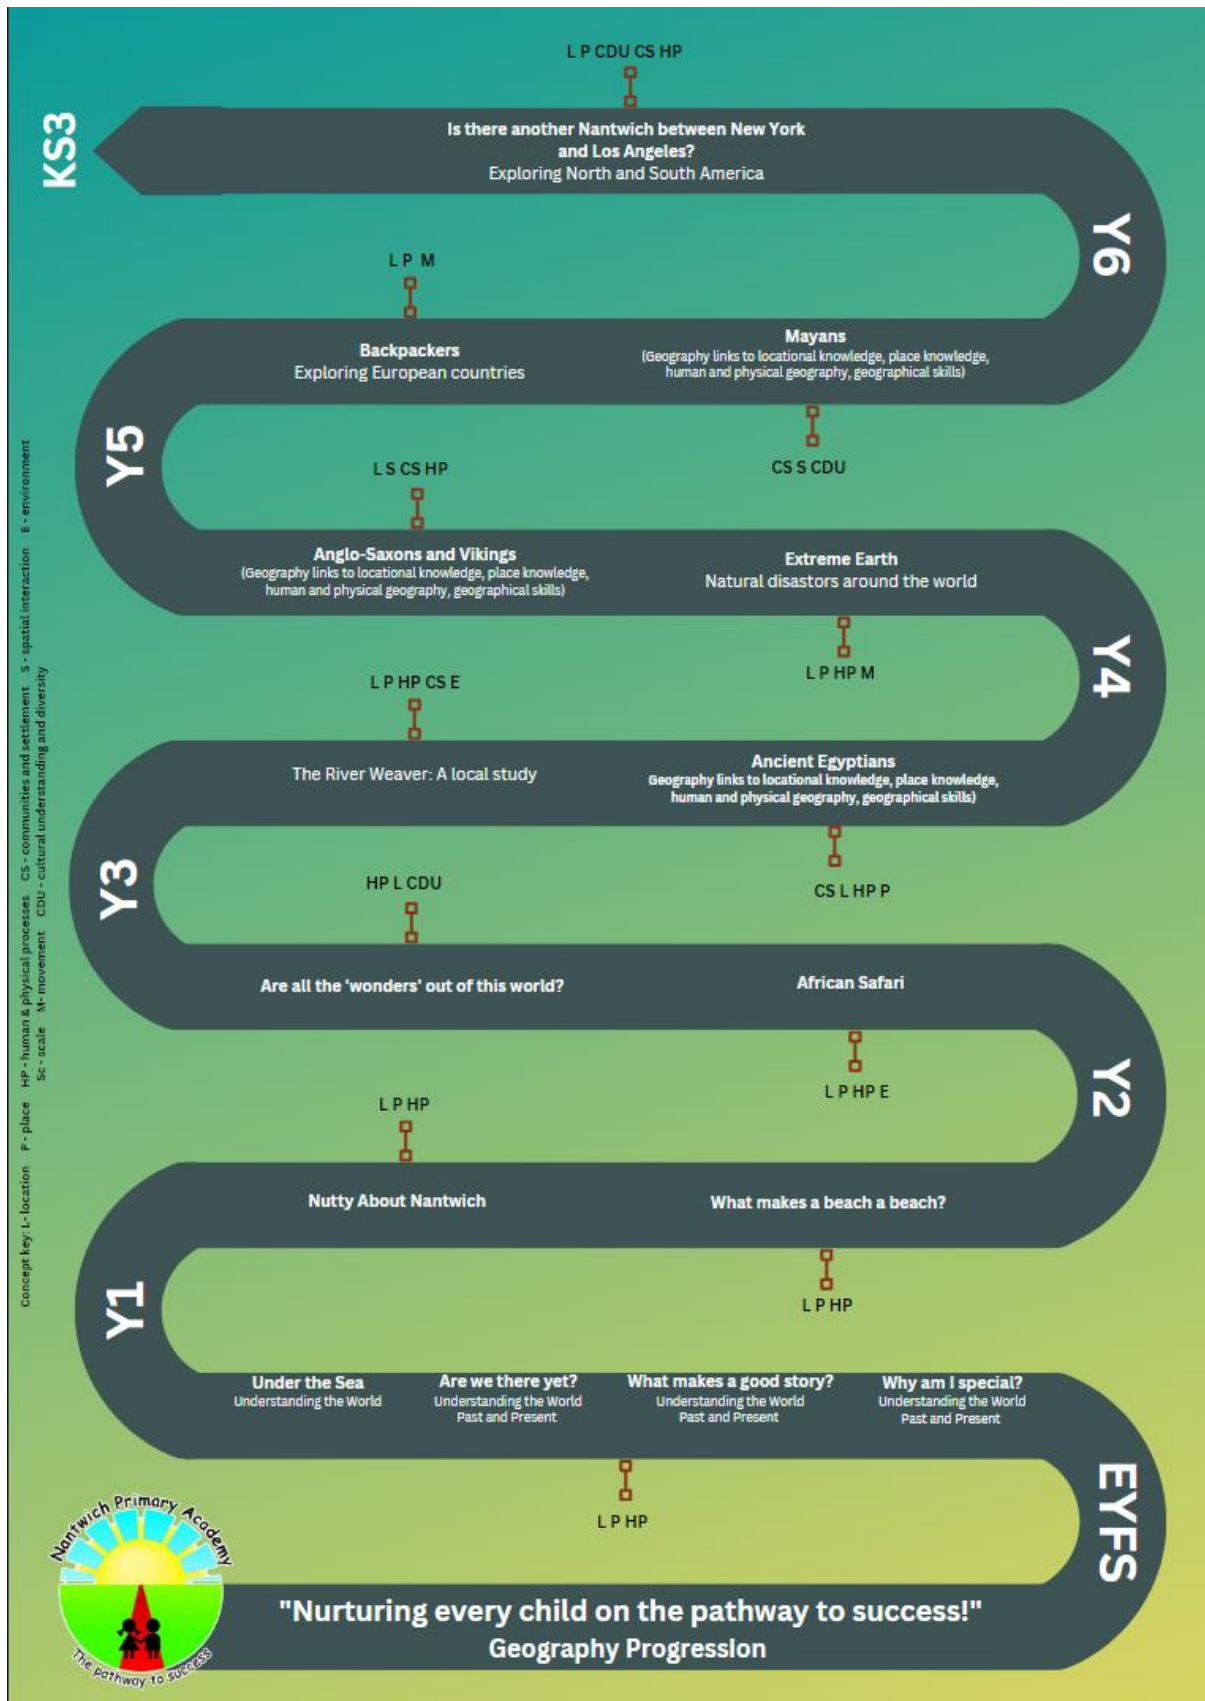 L P CDU CS HP
KS3
Is there another Nantwich between New York
and Los Angeles?
Exploring North and South America
Y6
L P M
Backpackers
Exploring European countries
Mayans
(Geography links to locational knowledge, place knowledge,
human and physical geography, geographical skills)
Y5
L S CS HP
CS S CDU
Anglo-Saxons and Vikings
(Geography links to locational knowledge, place knowledge,
human and physical geography, geographical skills)
Extreme Earth
Natural disastors around the world
Y4
L P HP CS E
L P HP M
The River Weaver: A local study
Ancient Egyptians
Geography links to locational knowledge, place knowledge,
human and physical geography, geographical skills)
Y3
HP L CDU
CS L HP P
Are all the 'wonders' out of this world?
African Safari
Y2
L P HP
L P HP E
Nutty About Nantwich
What makes a beach a beach?
Y1
L P HP
Under the Sea
Understanding the World
Are we there yet?
Understanding the World
Past and Present
What makes a good story?
Understanding the World
Past and Present
Why am I special?
Understanding the World
Past and Present
EYFS
L P HP
Nantwich Primary Academy
The pathway to success
"Nurturing every child on the pathway to success!"
Geography Progression
Concept key: L- location P - place HP - human & physical processes CS - communities and settlement S - spatial interaction E - environment
Sc - scale M- movement CDU - cultural understanding and diversity